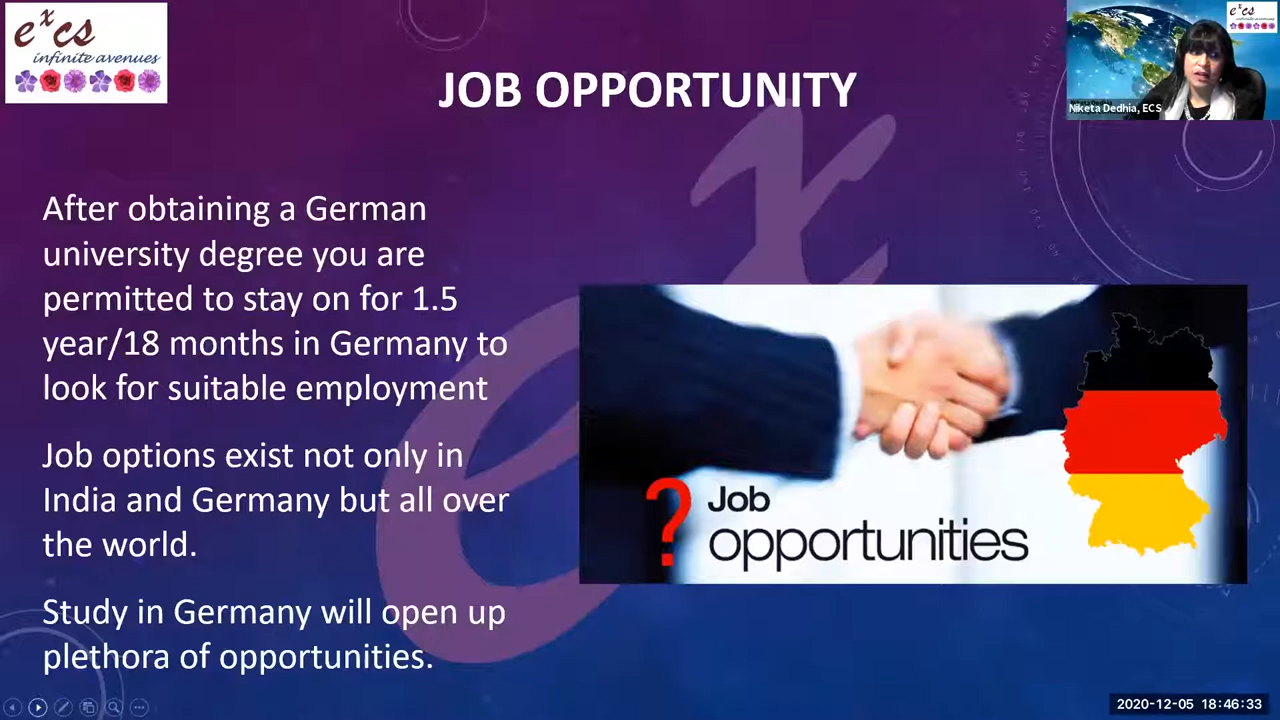 excs
infinite avenues
JOB OPPORTUNITY
excs
Niketa Dedhia, ECS
After obtaining a German
university degree you are
permitted to stay on for 1.5
year/18 months in Germany to
look for suitable employment
Job options exist not only in
India and Germany but all over
the world.
Study in Germany will open up
plethora of opportunities.
ex
? Job
opportunities
2020-12-05 18:46:33